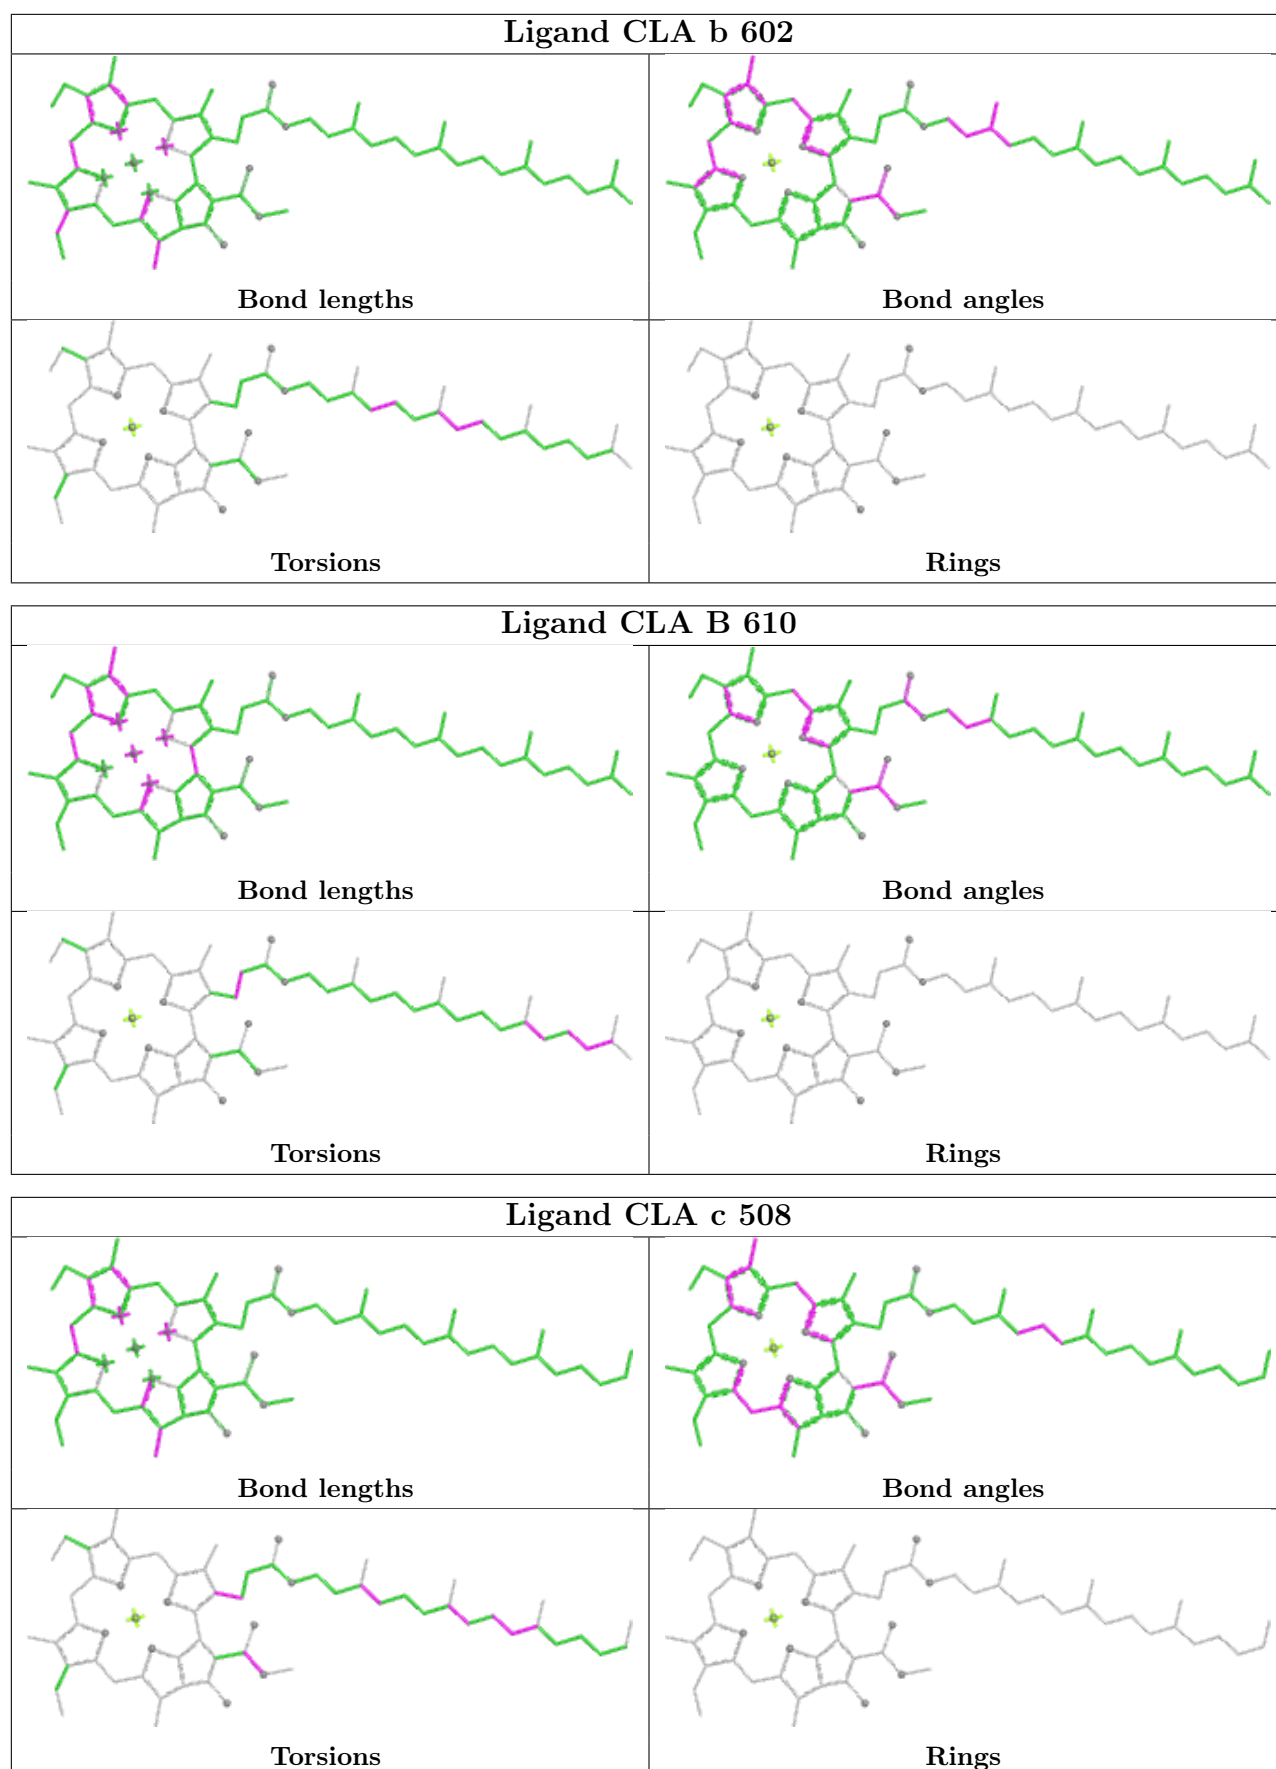 Ligand CLA b 602
Bond lengths
Bond angles
Torsions
Rings
Ligand CLA B 610
Bond lengths
Bond angles
Torsions
Rings
Ligand CLA c 508
Bond lengths
Bond angles
Torsions
Rings